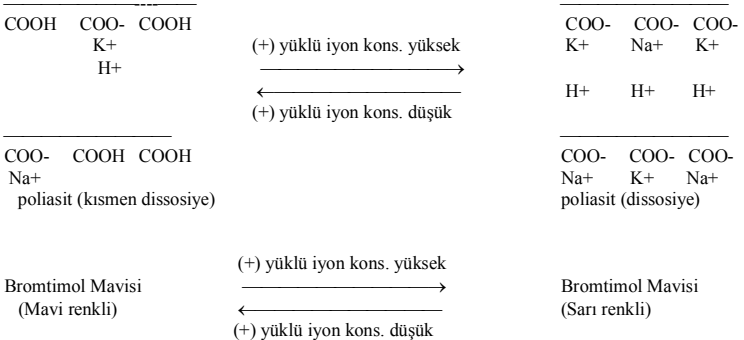 COOH COO- COOH COO- COO- COO-
K+ (+) yüklü iyon kons. yüksek K+ Na+ K+
H+
H+ H+ H+
(+) yüklü iyon kons. düşük
COO- COOH COOH COO- COO- COO-
Na+ Na+ K+ Na+
poliasit (kısmen dissosiye) poliasit (dissosiye)
(+) yüklü iyon kons. yüksek
Bromtimol Mavisi Bromtimol Mavisi
(Mavi renkli) (Sarı renkli)
(+) yüklü iyon kons. düşük